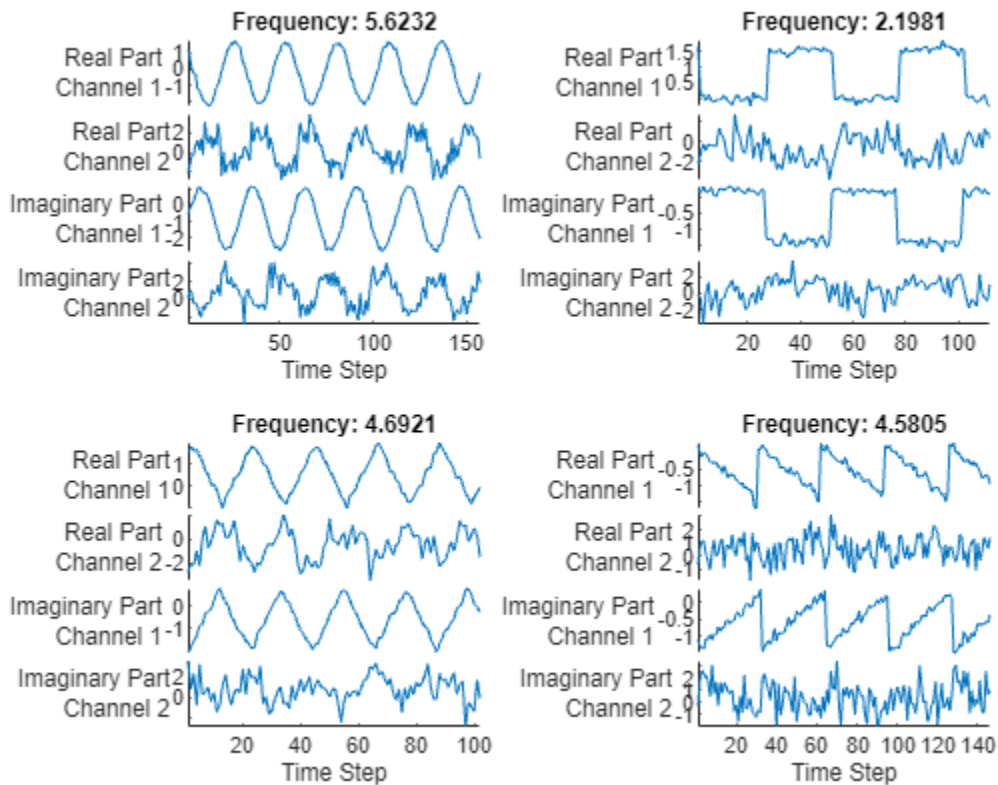 Frequency: 5.6232
Real Part 1
0
Channel 1 -1
Real Part 2
Channel 2 0
Imaginary Part 0
-1
Channel 1 -2
Imaginary Part 2
Channel 2 0
50 100 150
Time Step
Frequency: 2.1981
Real Part 1.5
1
Channel 1 0.5
Real Part 0
Channel 2 -2
Imaginary Part -0.5
Channel 1 -1
Imaginary Part 2
0
Channel 2 -2
20 40 60 80 100
Time Step
Frequency: 4.6921
Real Part 1
Channel 1 0
Real Part 0
Channel 2 -2
Imaginary Part 0
Channel 1 -1
Imaginary Part 2
Channel 2 0
20 40 60 80 100
Time Step
Frequency: 4.5805
Real Part -0.5
Channel 1 -1
Real Part 2
1
0
Channel 2 -1
Imaginary Part 0
-0.5
Channel 1 -1
Imaginary Part 2
1
0
Channel 2 -1
20 40 60 80 100 120 140
Time Step